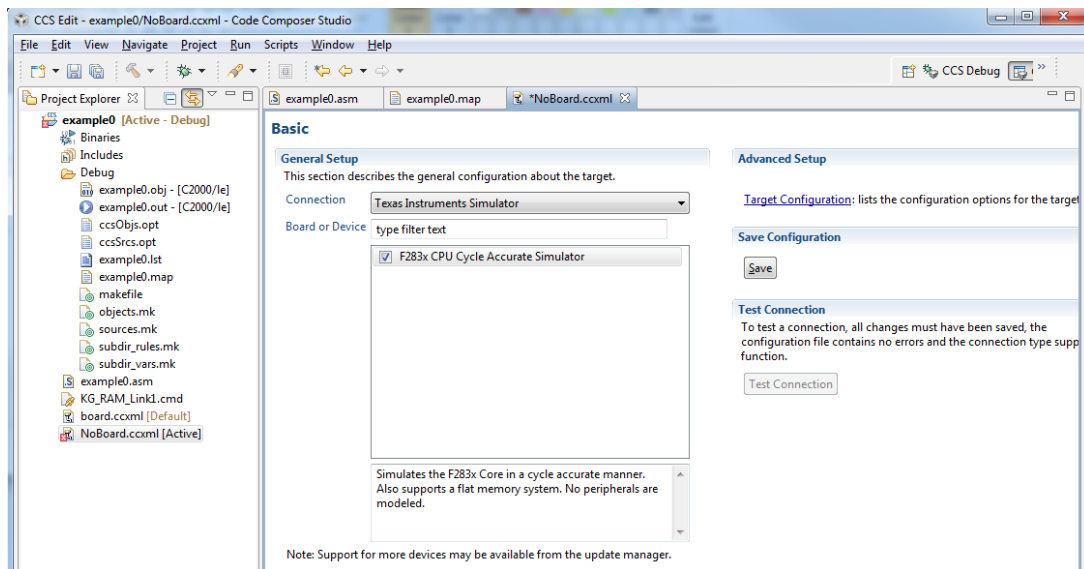 CCS Edit - example0/NoBoard.ccxml - Code Composer Studio
File Edit View Navigate Project Run Scripts Window Help
CCS Debug
Project Explorer
example0.asm
example0.map
*NoBoard.ccxml
example0 [Active - Debug]
Binaries
Includes
Debug
example0.obj - [C2000/le]
example0.out - [C2000/le]
ccsObjs.opt
ccsSrcs.opt
example0.lst
example0.map
makefile
objects.mk
sources.mk
subdir_rules.mk
subdir_vars.mk
example0.asm
KG_RAM_Link1.cmd
board.ccxml [Default]
NoBoard.ccxml [Active]
Basic
General Setup
This section describes the general configuration about the target.
Connection
Texas Instruments Simulator
Board or Device
type filter text
F283x CPU Cycle Accurate Simulator
Simulates the F283x Core in a cycle accurate manner.
Also supports a flat memory system. No peripherals are
modeled.
Note: Support for more devices may be available from the update manager.
Advanced Setup
Target Configuration: lists the configuration options for the target
Save Configuration
Save
Test Connection
To test a connection, all changes must have been saved, the
configuration file contains no errors and the connection type supp
function.
Test Connection